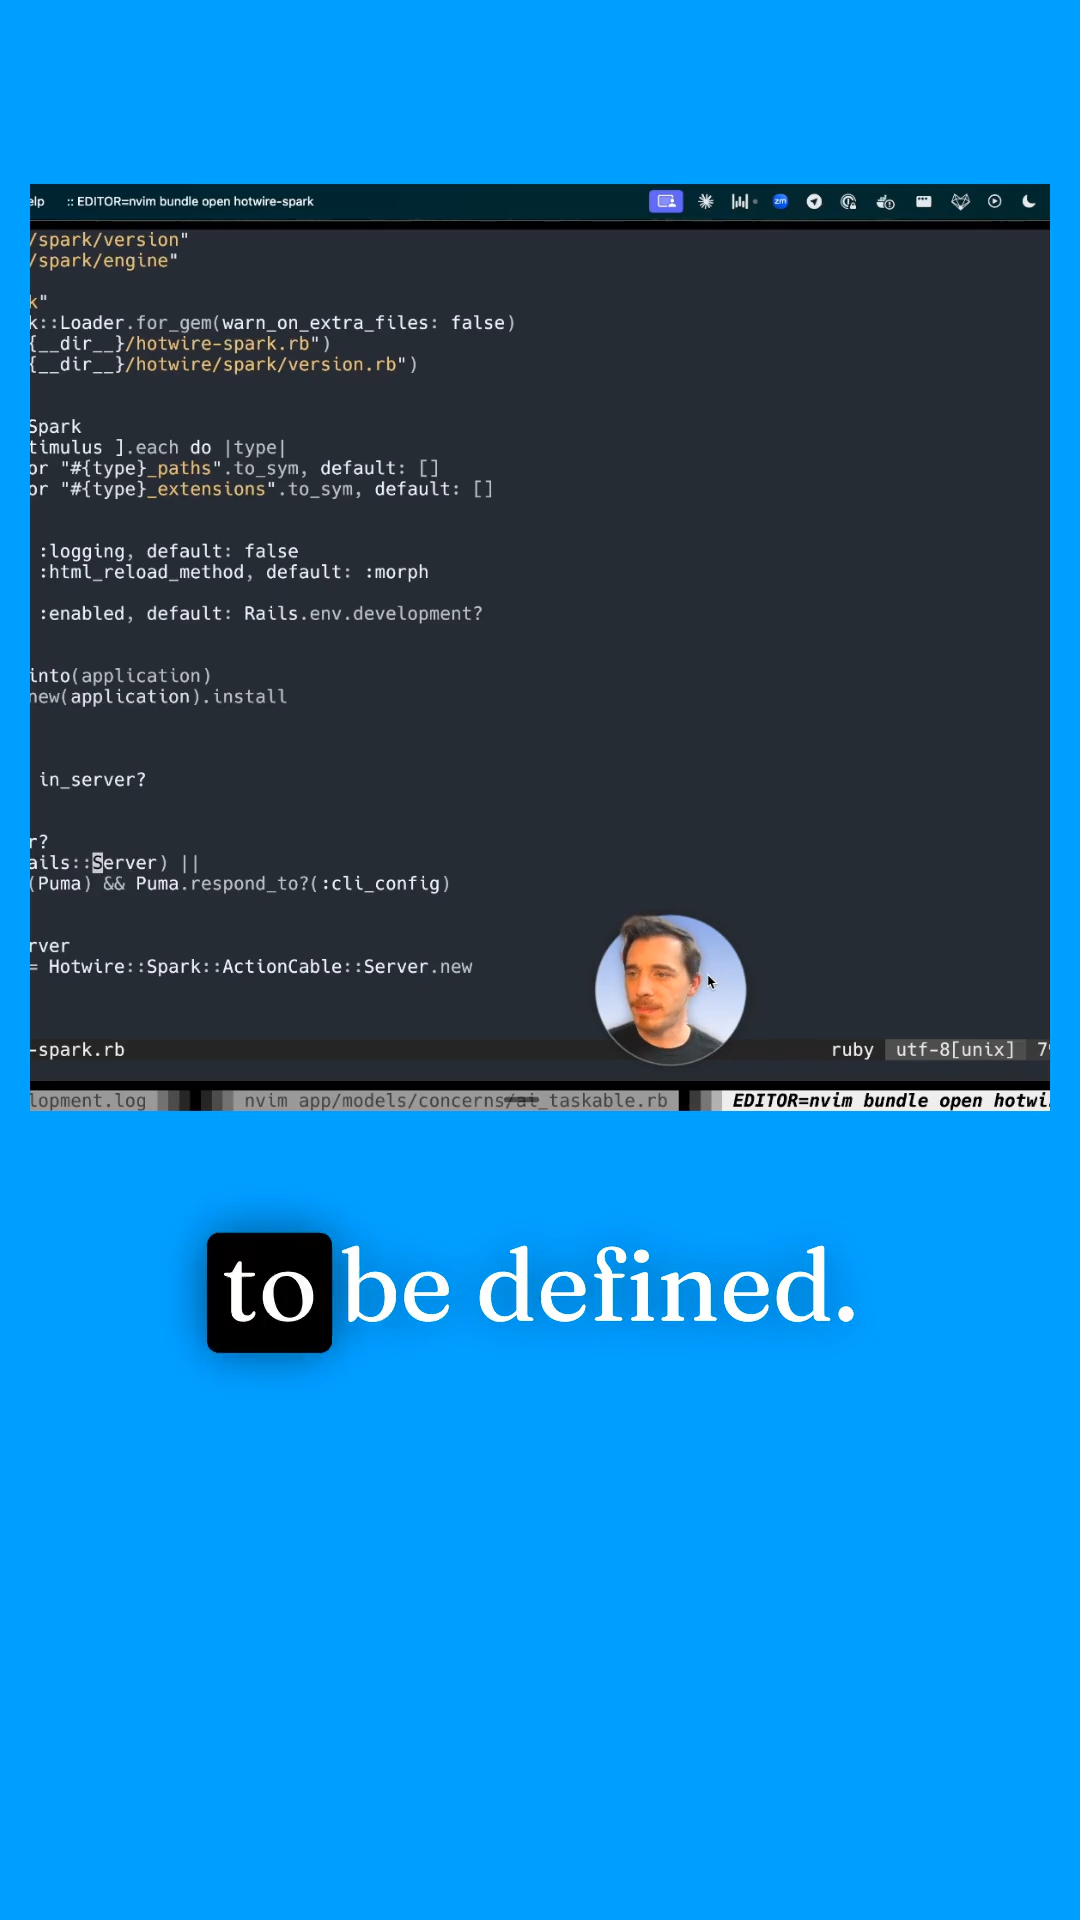 elp :: EDITOR=nvim bundle open hotwire-spark zm
/spark/version"
/spark/engine"
k"
k::Loader.for_gem(warn_on_extra_files: false)
{__dir__}/hotwire-spark.rb")
{__dir__}/hotwire/spark/version.rb")
Spark
timulus ].each do |type|
or "#{type}_paths".to_sym, default: []
or "#{type}_extensions".to_sym, default: []
:logging, default: false
:html_reload_method, default: :morph
:enabled, default: Rails.env.development?
into(application)
new(application).install
in_server?
r?
ails::Server) ||
(Puma) && Puma.respond_to?(:cli_config)
rver
= Hotwire::Spark::ActionCable::Server.new
-spark.rb ruby utf-8[unix] 7
lopment.log nvim app/models/concerns/ai_taskable.rb EDITOR=nvim bundle open hotwi
to be defined.